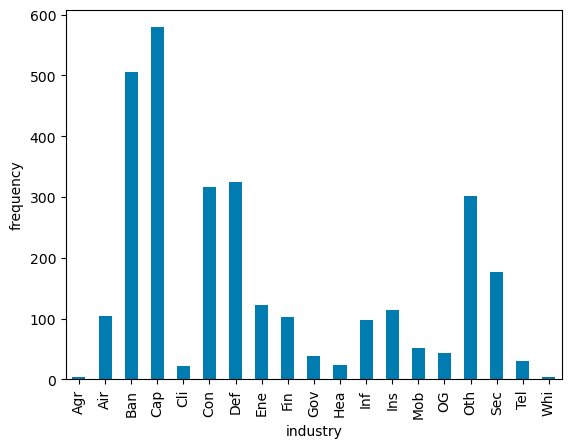 600
500
400
300
200
100
0
frequency
Agr Air Ban Cap Cli Con Def Ene Fin Gov Hea Inf Ins Mob OG Oth Sec Tel Whi
industry